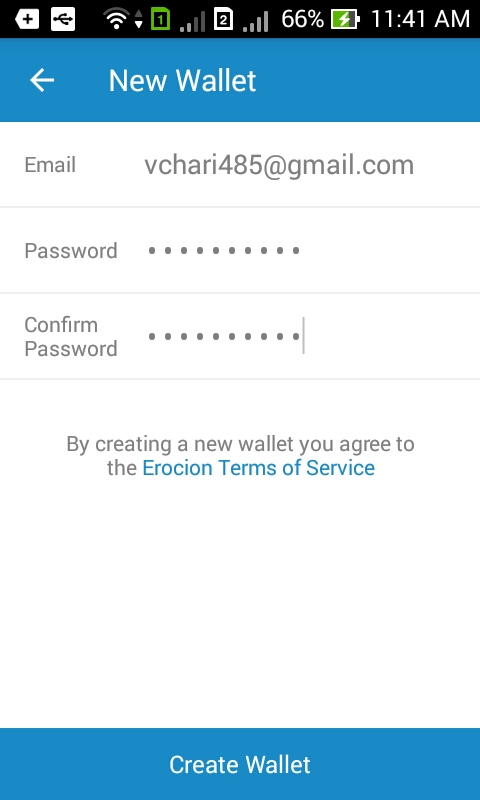 1 2 66% 11:41 AM
New Wallet
Email vchari485@gmail.com
Password ••••••••••
Confirm
Password ••••••••••
By creating a new wallet you agree to
the Erocion Terms of Service
Create Wallet